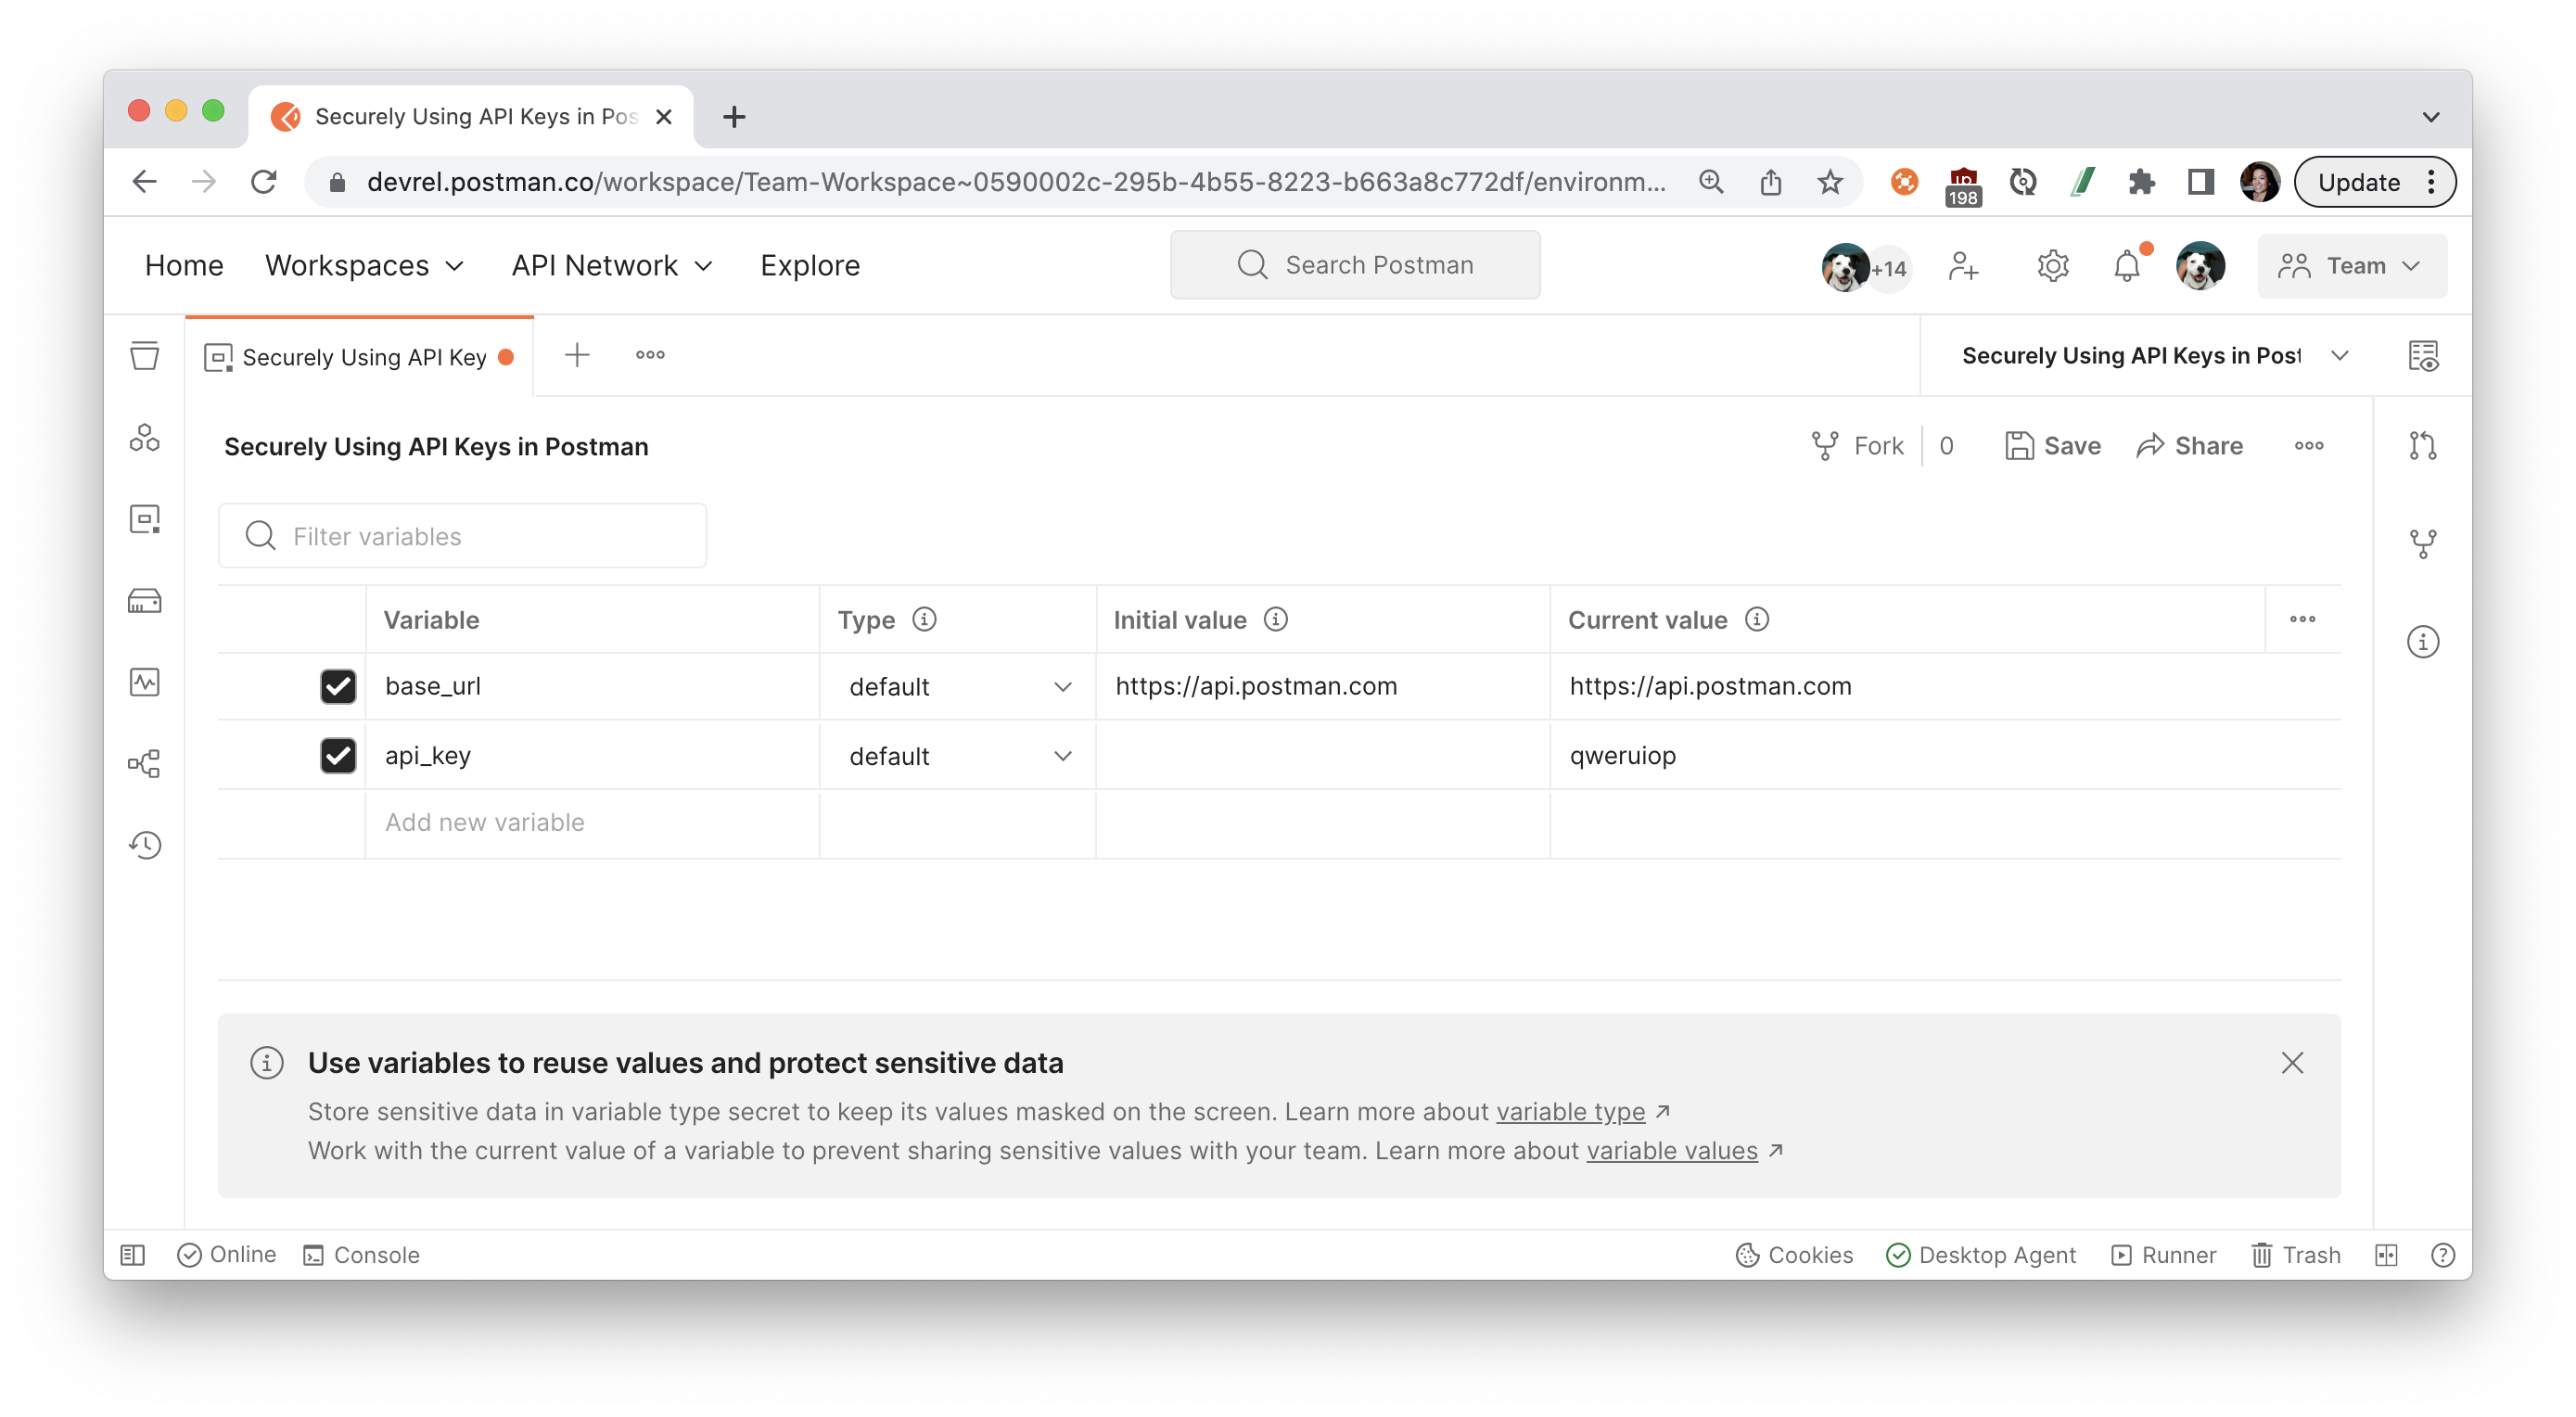 Securely Using API Keys in Pos
devrel.postman.co/workspace/Team-Workspace~0590002c-295b-4b55-8223-b663a8c772df/environm...
198
Update
Home
Workspaces
API Network
Explore
Search Postman
+14
Team
Securely Using API Key
Securely Using API Keys in Post
Securely Using API Keys in Postman
Fork
0
Save
Share
Filter variables
Variable
Type
Initial value
Current value
base_url
default
https://api.postman.com
https://api.postman.com
api_key
default
qweruiop
Add new variable
Use variables to reuse values and protect sensitive data
Store sensitive data in variable type secret to keep its values masked on the screen. Learn more about variable type ↗
Work with the current value of a variable to prevent sharing sensitive values with your team. Learn more about variable values ↗
Online
Console
Cookies
Desktop Agent
Runner
Trash